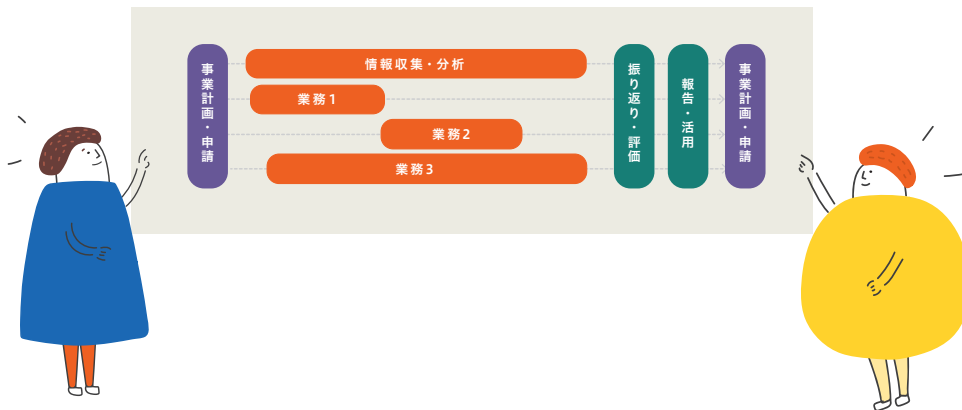 事業計画・申請
情報収集・分析
業務1
業務2
業務3
振り返り・評価
報告・活用
事業計画・申請